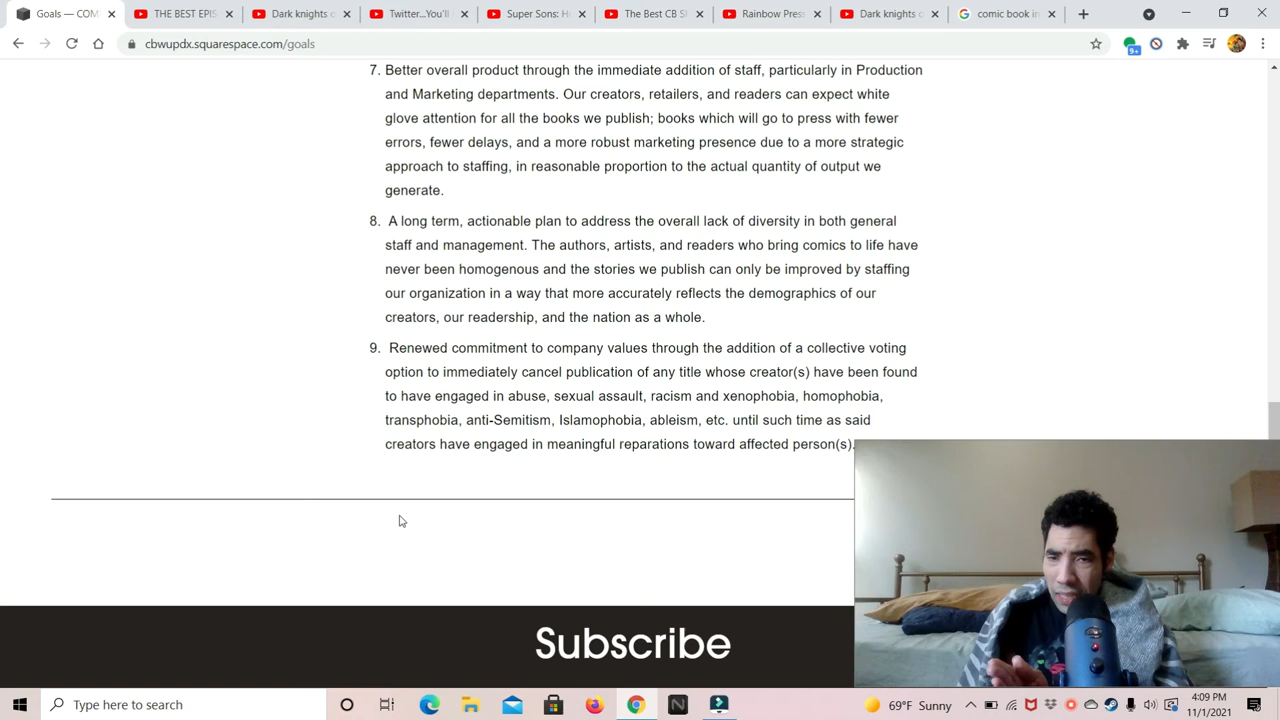 Goals — COM
THE BEST EPIS
Dark knights o
Twitter...You'll
Super Sons: H
The Best CB S
Rainbow Press
Dark knights o
comic book in
cbwupdx.squarespace.com/goals
9+
7. Better overall product through the immediate addition of staff, particularly in Production
and Marketing departments. Our creators, retailers, and readers can expect white
glove attention for all the books we publish; books which will go to press with fewer
errors, fewer delays, and a more robust marketing presence due to a more strategic
approach to staffing, in reasonable proportion to the actual quantity of output we
generate.
8. A long term, actionable plan to address the overall lack of diversity in both general
staff and management. The authors, artists, and readers who bring comics to life have
never been homogenous and the stories we publish can only be improved by staffing
our organization in a way that more accurately reflects the demographics of our
creators, our readership, and the nation as a whole.
9. Renewed commitment to company values through the addition of a collective voting
option to immediately cancel publication of any title whose creator(s) have been found
to have engaged in abuse, sexual assault, racism and xenophobia, homophobia,
transphobia, anti-Semitism, Islamophobia, ableism, etc. until such time as said
creators have engaged in meaningful reparations toward affected person(s).
Subscribe
Type here to search
69°F Sunny
4:09 PM
11/1/2021